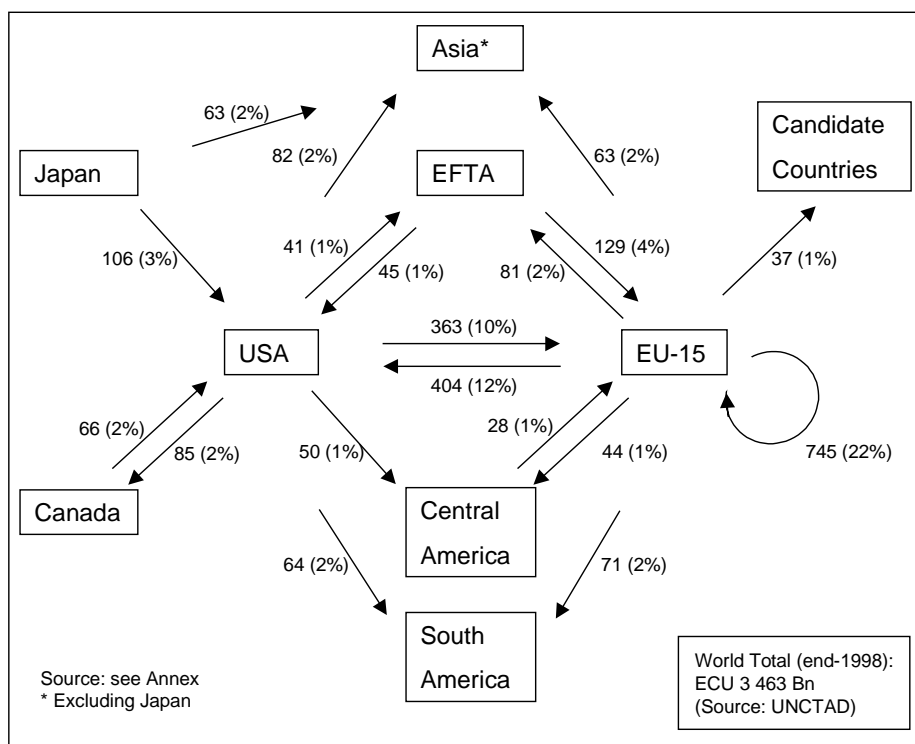 Asia*
63 (2%)
Candidate
Countries
82 (2%)
63 (2%)
Japan
EFTA
106 (3%)
41 (1%)
129 (4%)
45 (1%)
81 (2%)
37 (1%)
USA
363 (10%)
EU-15
404 (12%)
66 (2%)
28 (1%)
85 (2%)
50 (1%)
44 (1%)
745 (22%)
Canada
Central
America
64 (2%)
71 (2%)
South
America
Source: see Annex
* Excluding Japan
World Total (end-1998):
ECU 3 463 Bn
(Source: UNCTAD)